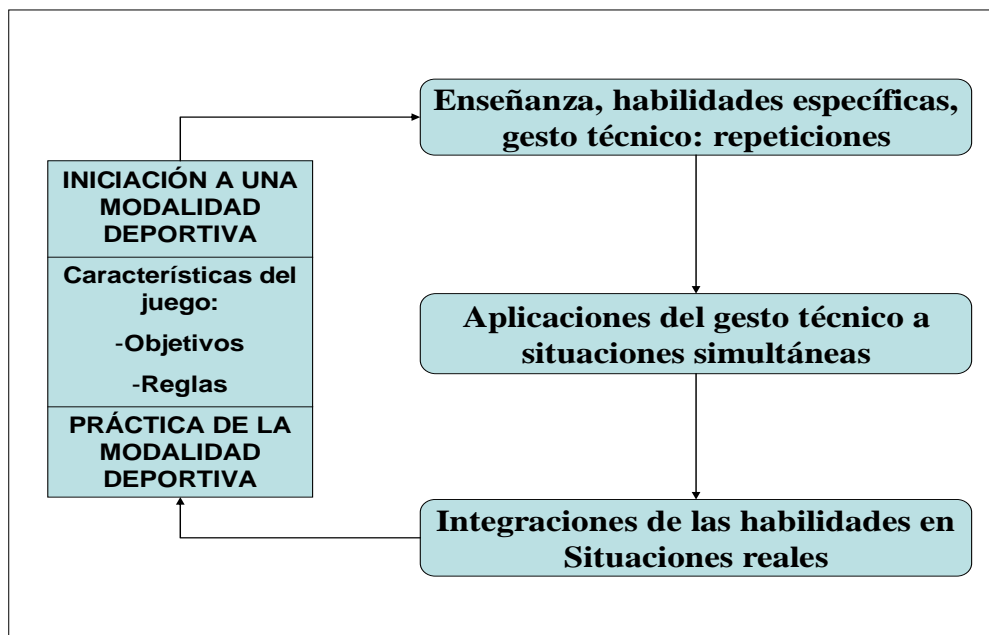 Enseñanza, habilidades específicas,
gesto técnico: repeticiones
INICIACIÓN A UNA
MODALIDAD
DEPORTIVA
Características del
juego:
-Objetivos
-Reglas
PRÁCTICA DE LA
MODALIDAD
DEPORTIVA
Aplicaciones del gesto técnico a
situaciones simultáneas
Integraciones de las habilidades en
Situaciones reales